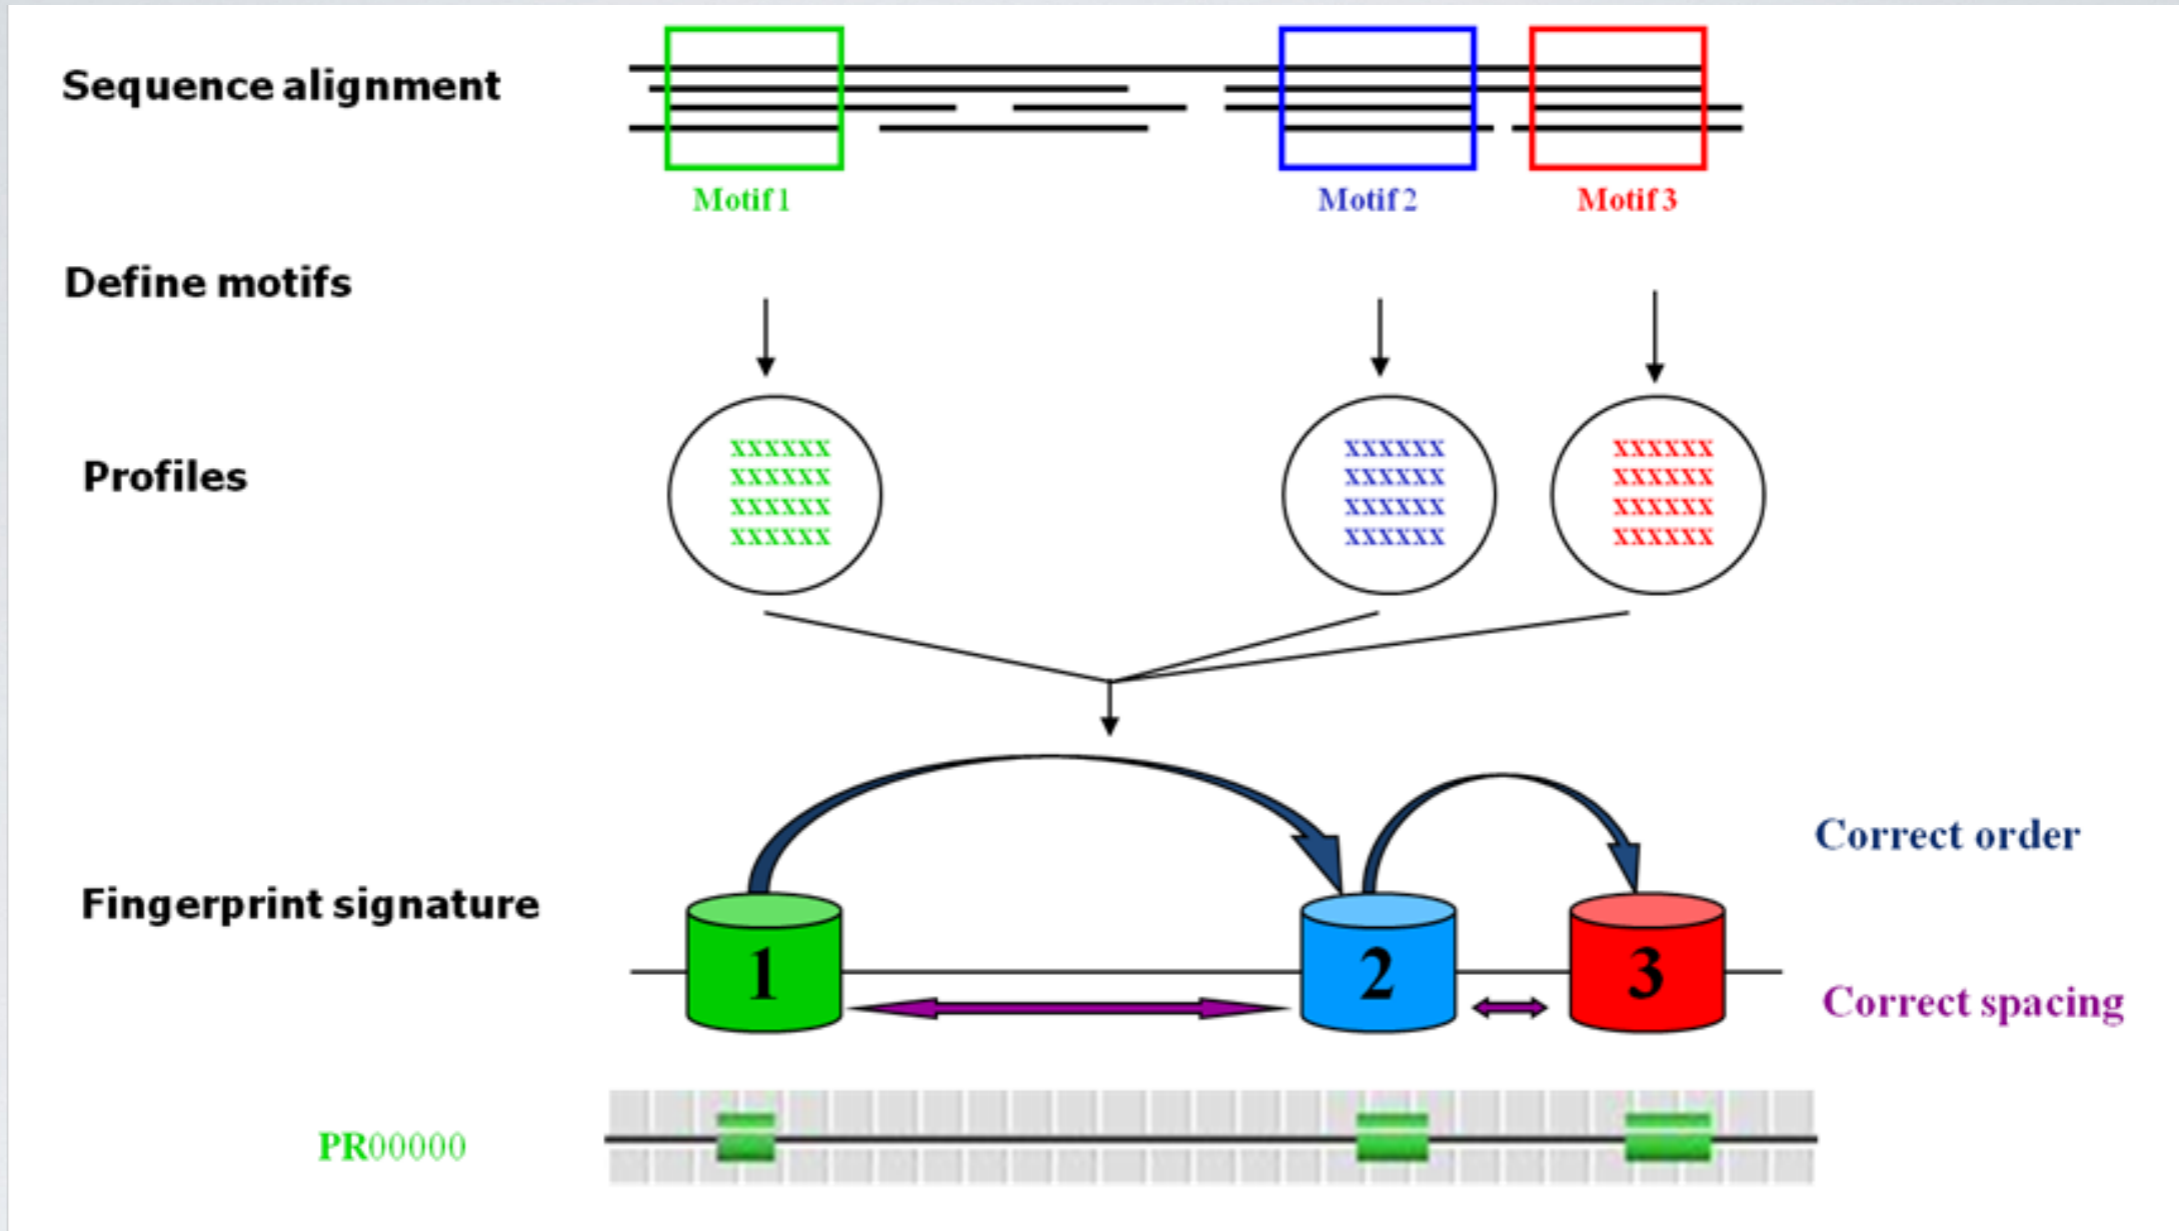 Sequence alignment
Motif 1
Motif 2
Motif 3
Define motifs
Profiles
xxxxxx
xxxxxx
xxxxxx
xxxxxx
xxxxxx
xxxxxx
xxxxxx
xxxxxx
xxxxxx
xxxxxx
xxxxxx
xxxxxx
Correct order
Fingerprint signature
1
2
3
Correct spacing
PR00000